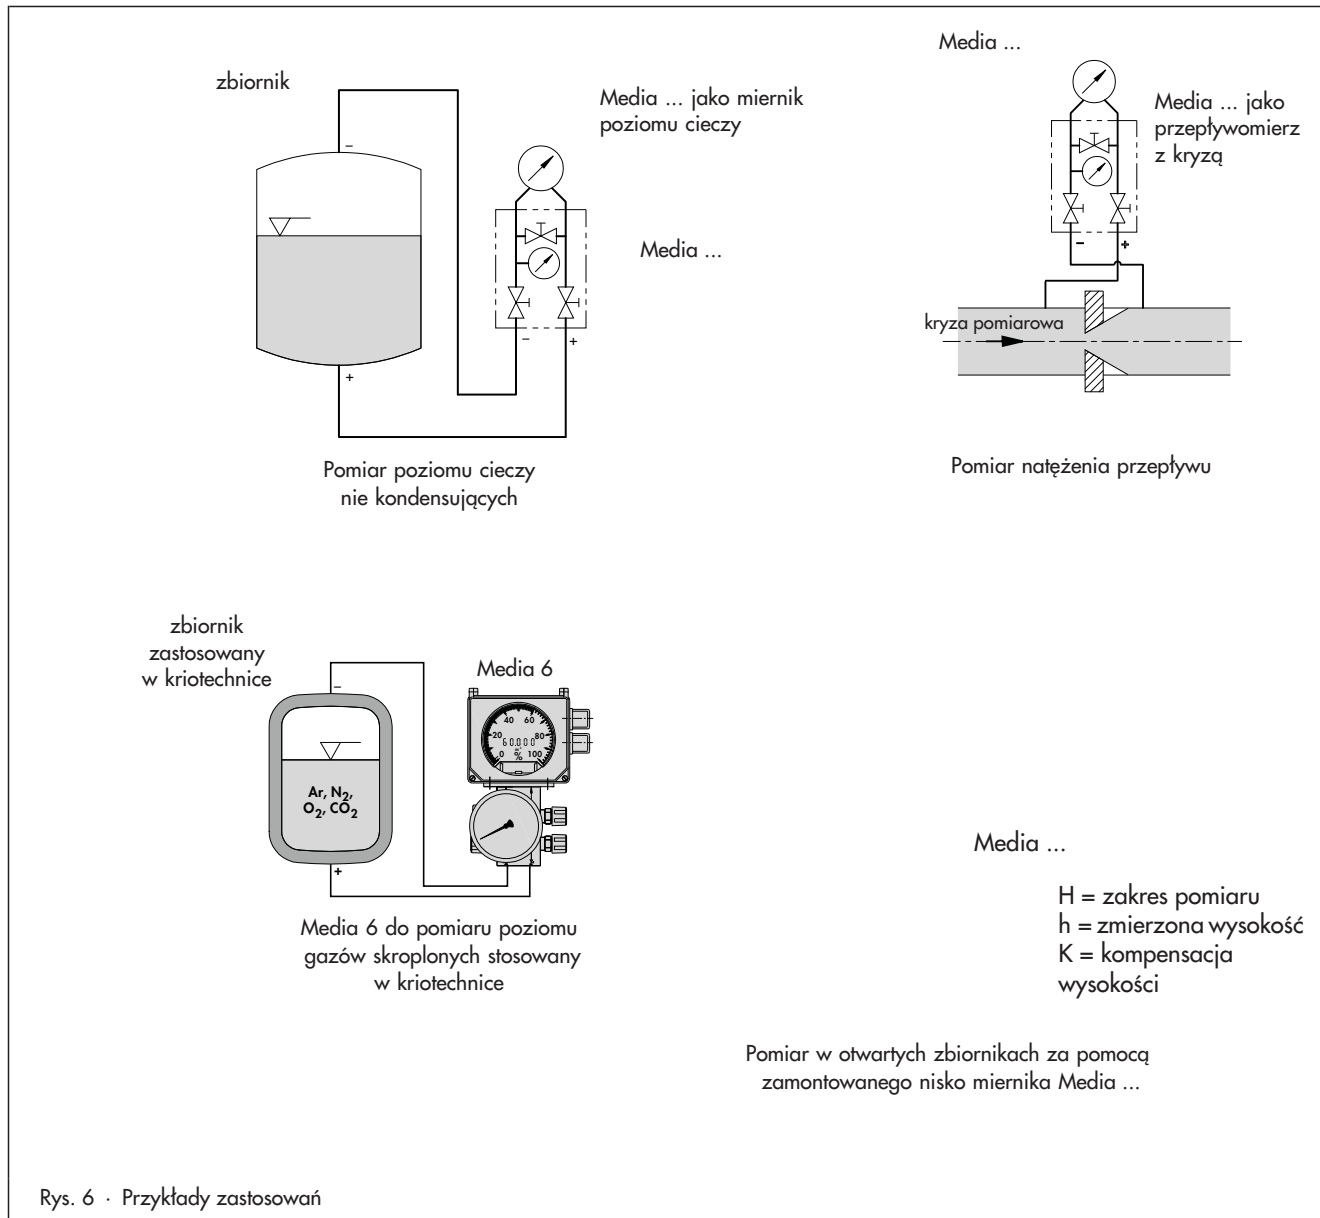 zbiornik
–
+
Media ... jako miernik
poziomu cieczy
Media ...
–
+
Pomiar poziomu cieczy
nie kondensujących
Media ...
Media ... jako
przepływomierz
z kryzą
–
+
kryza pomiarowa
Pomiar natężenia przepływu
zbiornik
zastosowany
w kriotechnice
–
Ar, N2,
O2, CO2
+
Media 6
40 60
20 80
60.000
0 % 100
Media 6 do pomiaru poziomu
gazów skroplonych stosowany
w kriotechnice
Media ...
H = zakres pomiaru
h = zmierzona wysokość
K = kompensacja
wysokości
Pomiar w otwartych zbiornikach za pomocą
zamontowanego nisko miernika Media ...
Rys. 6 · Przykłady zastosowań